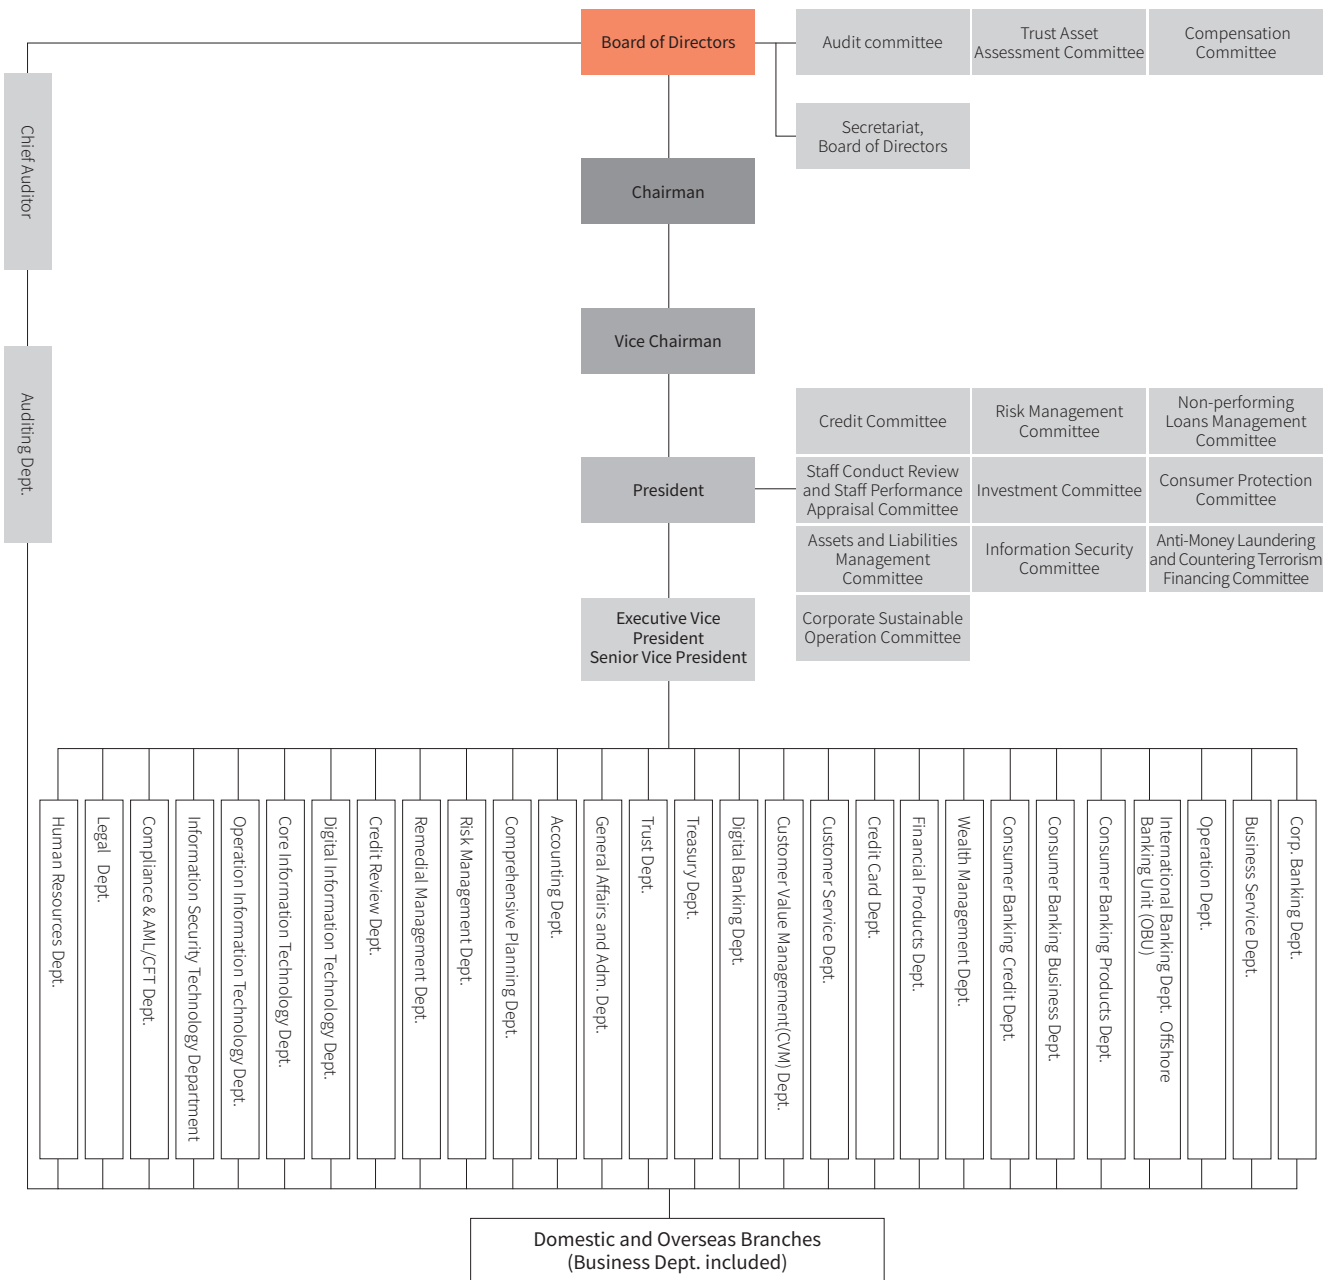 Board of Directors
Audit committee
Trust Asset
Assessment Committee
Compensation
Committee
Secretariat,
Board of Directors
Chief Auditor
Chairman
Vice Chairman
Auditing Dept.
President
Credit Committee
Risk Management
Committee
Non-performing
Loans Management
Committee
Staff Conduct Review
and Staff Performance
Appraisal Committee
Investment Committee
Consumer Protection
Committee
Assets and Liabilities
Management
Committee
Information Security
Committee
Anti-Money Laundering
and Countering Terrorism
Financing Committee
Corporate Sustainable
Operation Committee
Executive Vice
President
Senior Vice President
Human Resources Dept.
Legal Dept.
Compliance & AML/CFT Dept.
Information Security Technology Department
Operation Information Technology Dept.
Core Information Technology Dept.
Digital Information Technology Dept.
Credit Review Dept.
Remedial Management Dept.
Risk Management Dept.
Comprehensive Planning Dept.
Accounting Dept.
General Affairs and Adm. Dept.
Trust Dept.
Treasury Dept.
Digital Banking Dept.
Customer Value Management(CVM) Dept.
Customer Service Dept.
Credit Card Dept.
Financial Products Dept.
Wealth Management Dept.
Consumer Banking Credit Dept.
Consumer Banking Business Dept.
Consumer Banking Products Dept.
International Banking Dept. Offshore
Banking Unit (OBU)
Operation Dept.
Business Service Dept.
Corp. Banking Dept.
Domestic and Overseas Branches
(Business Dept. included)